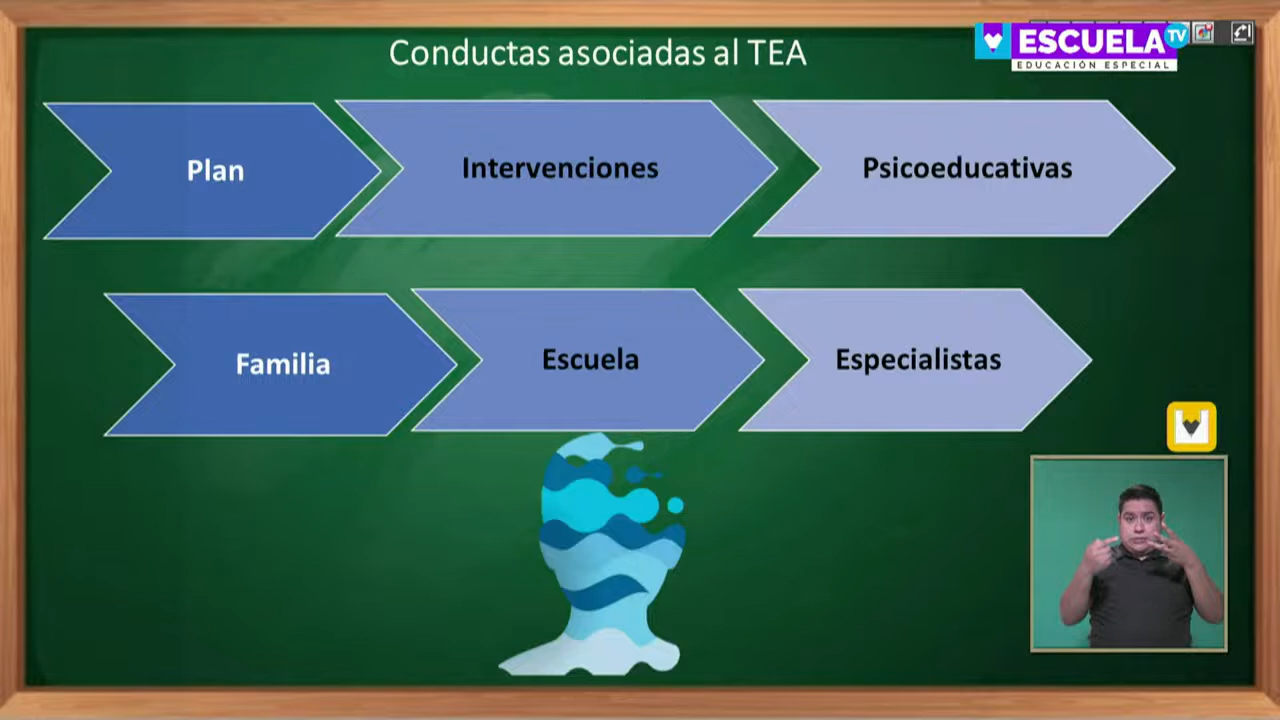 Conductas asociadas al TEA
ESCUELA TV
EDUCACIÓN ESPECIAL
Plan
Intervenciones
Psicoeducativas
Familia
Escuela
Especialistas